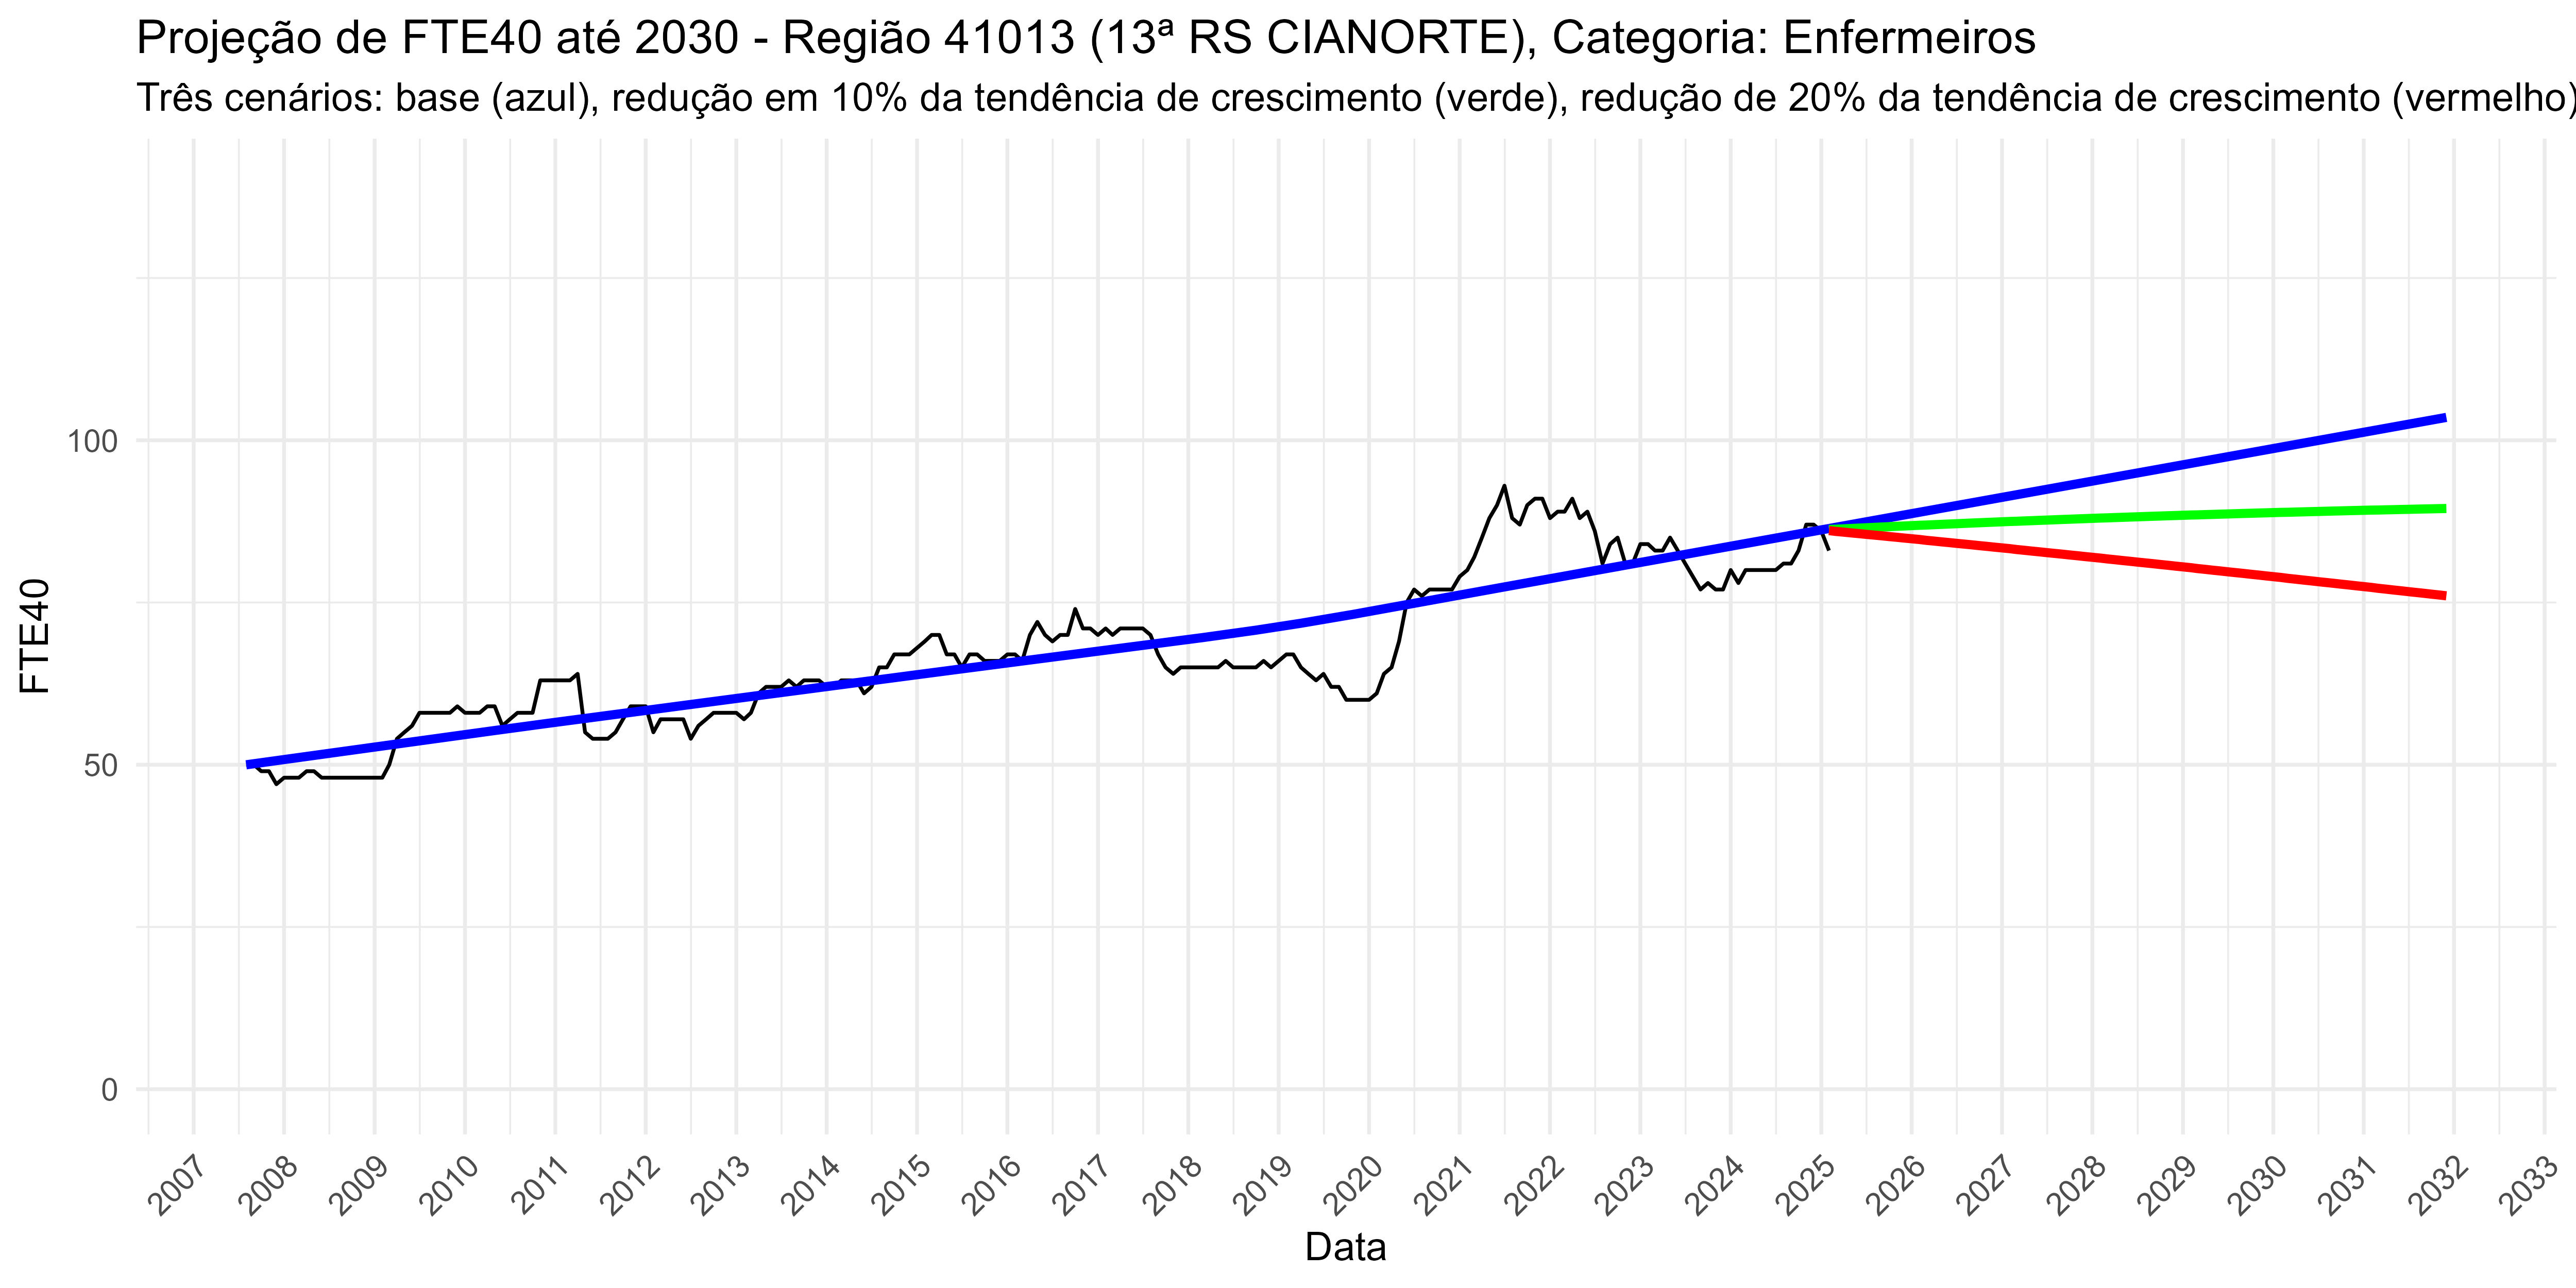 Projeção de FTE40 até 2030 - Região 41013 (13ª RS CIANORTE), Categoria: Enfermeiros
Três cenários: base (azul), redução em 10% da tendência de crescimento (verde), redução de 20% da tendência de crescimento (vermelho)
100
50
0
FTE40
2007 2008 2009 2010 2011 2012 2013 2014 2015 2016 2017 2018 2019 2020 2021 2022 2023 2024 2025 2026 2027 2028 2029 2030 2031 2032 2033
Data